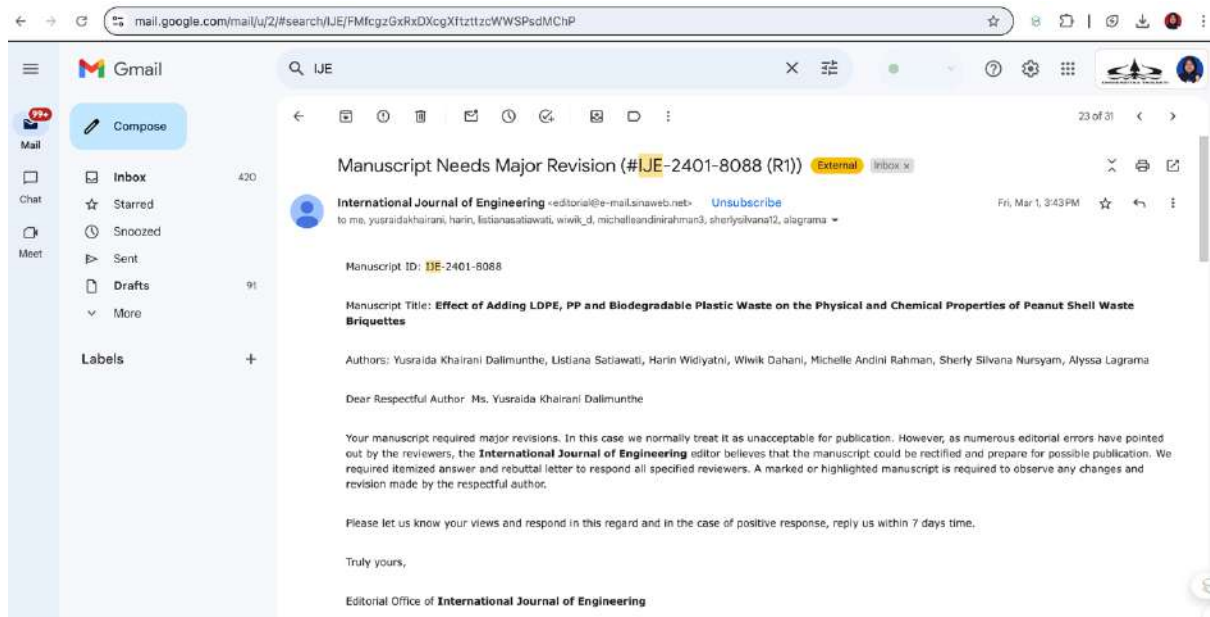 mail.google.com/mail/u/2/#search/IJE/FMfcgzGxRxDXcgXftzttzcWWSPsdMChP
Gmail
IJE
99+
Mail
Chat
Meet
Compose
Inbox 420
Starred
Snoozed
Sent
Drafts 91
More
Labels
23 of 31
Manuscript Needs Major Revision (#IJE-2401-8088 (R1)) External Inbox x
International Journal of Engineering <editorial@e-mail.sinaweb.net> Unsubscribe
Fri, Mar 1, 3:43 PM
to me, yusraidakhairani, harin, listianasatiawati, wiwik_d, michelleandinirahman3, sherlysilvana12, alagrama
Manuscript ID: IJE-2401-8088
Manuscript Title: Effect of Adding LDPE, PP and Biodegradable Plastic Waste on the Physical and Chemical Properties of Peanut Shell Waste
Briquettes
Authors: Yusraida Khairani Dalimunthe, Listiana Satiawati, Harin Widiyatni, Wiwik Dahani, Michelle Andini Rahman, Sherly Silvana Nursyam, Alyssa Lagrama
Dear Respectful Author Ms. Yusraida Khairani Dalimunthe
Your manuscript required major revisions. In this case we normally treat it as unacceptable for publication. However, as numerous editorial errors have pointed
out by the reviewers, the International Journal of Engineering editor believes that the manuscript could be rectified and prepare for possible publication. We
required itemized answer and rebuttal letter to respond all specified reviewers. A marked or highlighted manuscript is required to observe any changes and
revision made by the respectful author.
Please let us know your views and respond in this regard and in the case of positive response, reply us within 7 days time.
Truly yours,
Editorial Office of International Journal of Engineering